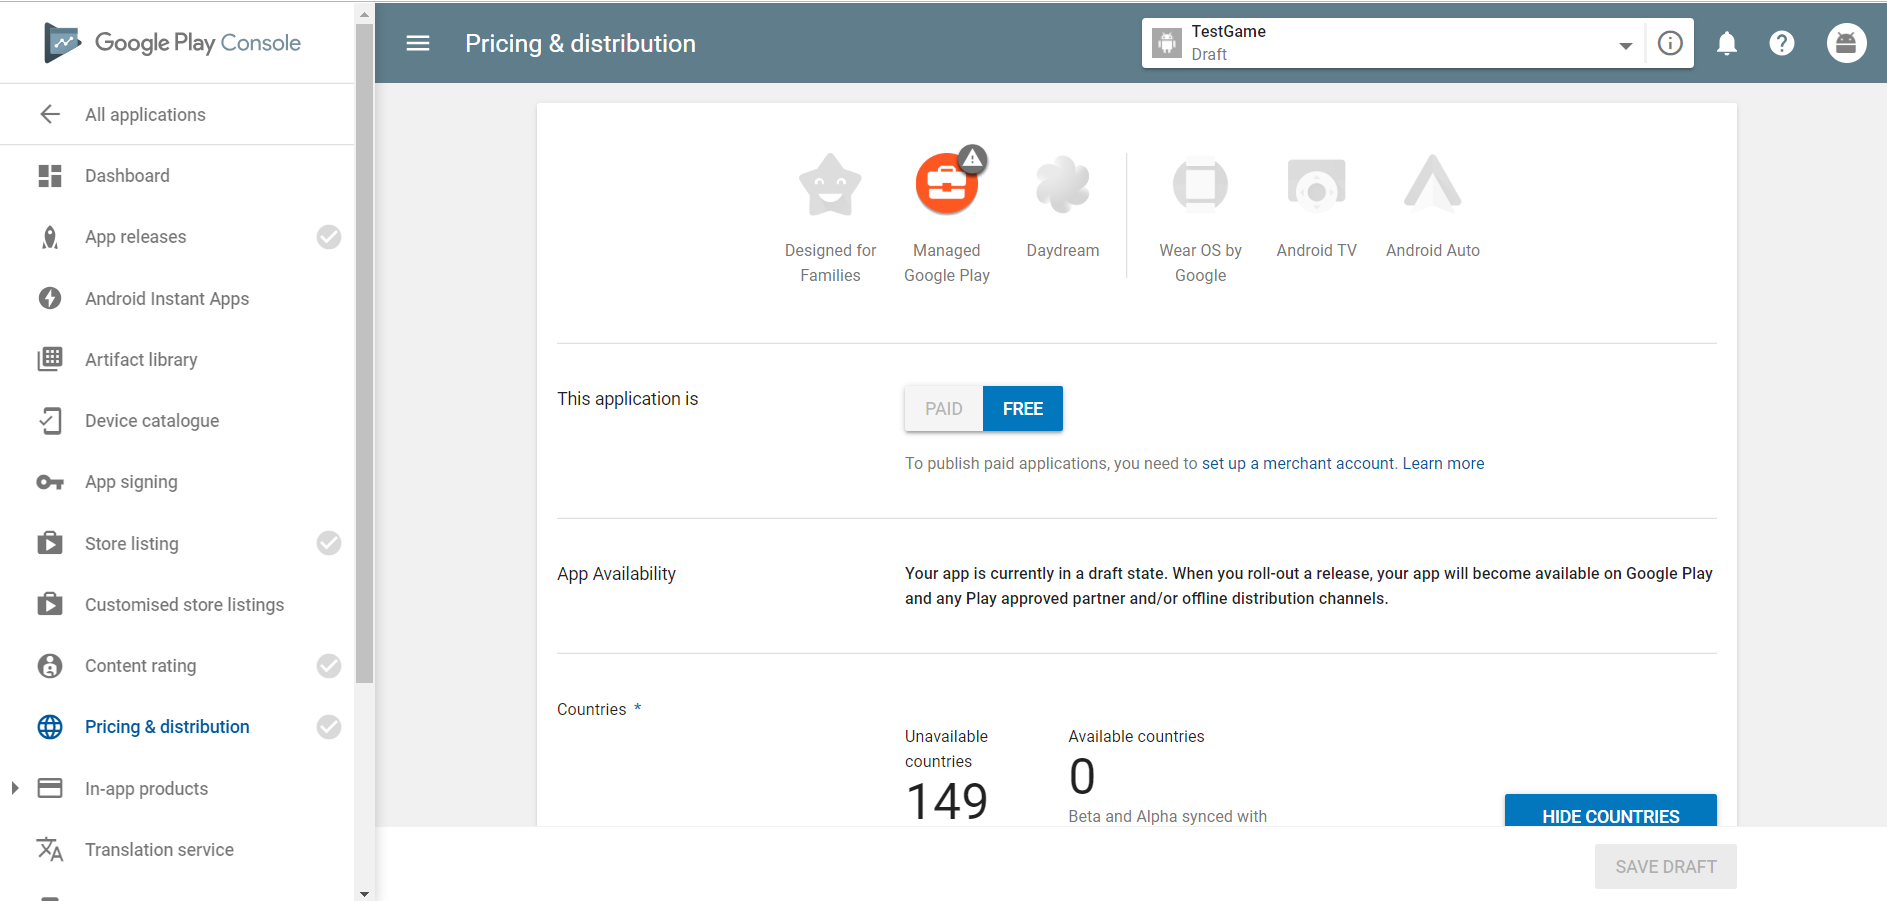 Google Play Console
All applications
Dashboard
App releases
Android Instant Apps
Artifact library
Device catalogue
App signing
Store listing
Customised store listings
Content rating
Pricing & distribution
In-app products
Translation service
Pricing & distribution
TestGame
Draft
Designed for
Families
Managed
Google Play
Daydream
Wear OS by
Google
Android TV
Android Auto
This application is
PAID
FREE
To publish paid applications, you need to set up a merchant account. Learn more
App Availability
Your app is currently in a draft state. When you roll-out a release, your app will become available on Google Play
and any Play approved partner and/or offline distribution channels.
Countries *
Unavailable
countries
149
Available countries
0
Beta and Alpha synced with
HIDE COUNTRIES
SAVE DRAFT